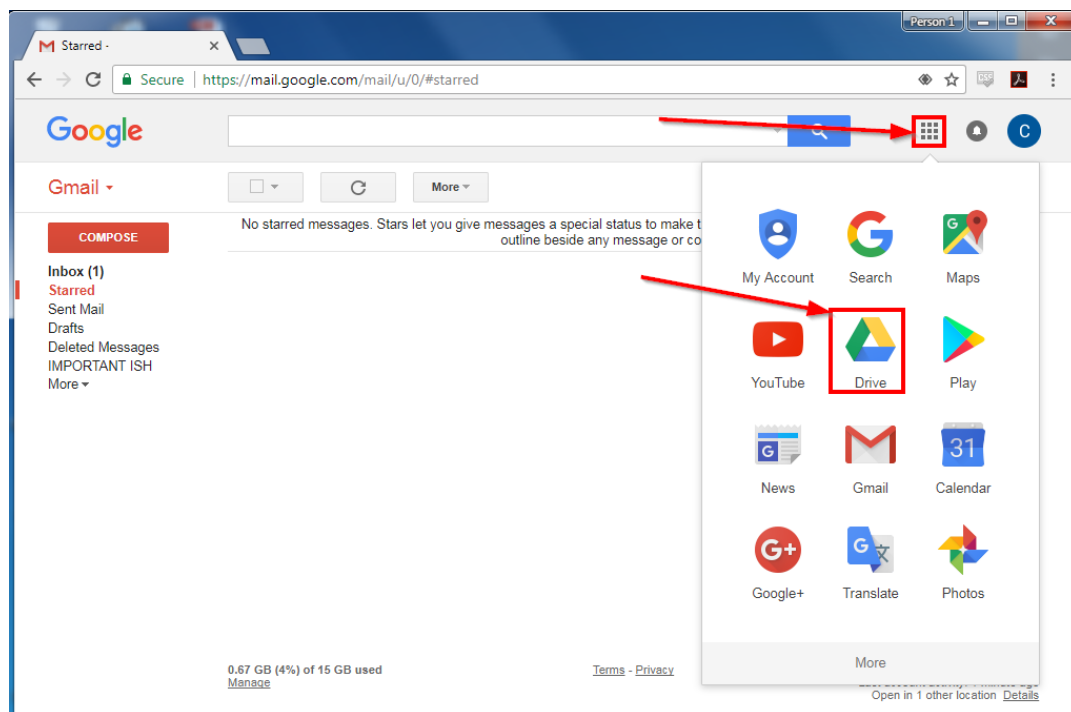 Person 1
Starred -
Secure | https://mail.google.com/mail/u/0/#starred
Google
C
Gmail
More
COMPOSE
No starred messages. Stars let you give messages a special status to make t
outline beside any message or co
Inbox (1)
Starred
Sent Mail
Drafts
Deleted Messages
IMPORTANT ISH
More
My Account
Search
Maps
YouTube
Drive
Play
G
News
Gmail
31
Calendar
G+
Google+
G
Translate
Photos
More
0.67 GB (4%) of 15 GB used
Manage
Terms - Privacy
Open in 1 other location Details